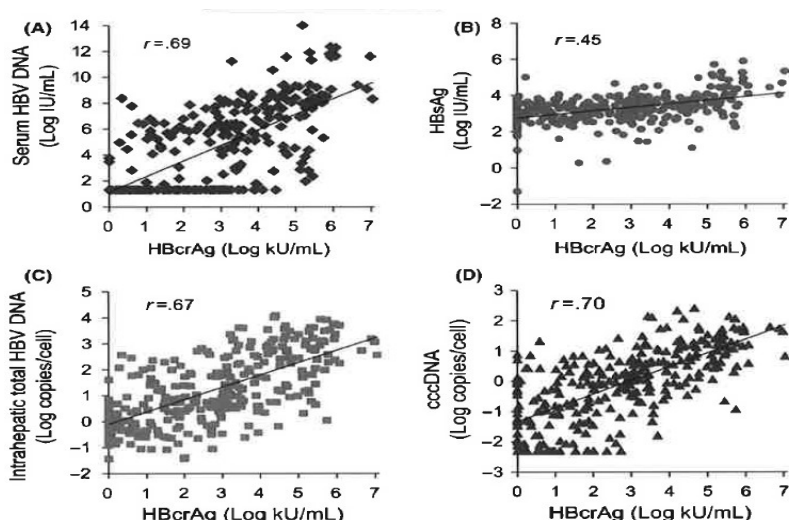 (A)
r=.69
Serum HBV DNA
(Log IU/mL)
14
12
10
8
6
4
2
0
0 1 2 3 4 5 6 7
HBcrAg (Log kU/mL)
(B)
r=.45
HBsAg
(Log IU/mL)
8
6
4
2
0
−2
0 1 2 3 4 5 6 7
HBcrAg (Log kU/mL)
(C)
r=.67
Intrahepatic total HBV DNA
(Log copies/cell)
5
4
3
2
1
0
−1
−2
0 1 2 3 4 5 6 7
HBcrAg (Log kU/mL)
(D)
r=.70
cccDNA
(Log copies/cell)
3
2
1
0
−1
−2
−3
0 1 2 3 4 5 6 7
HBcrAg (Log kU/mL)